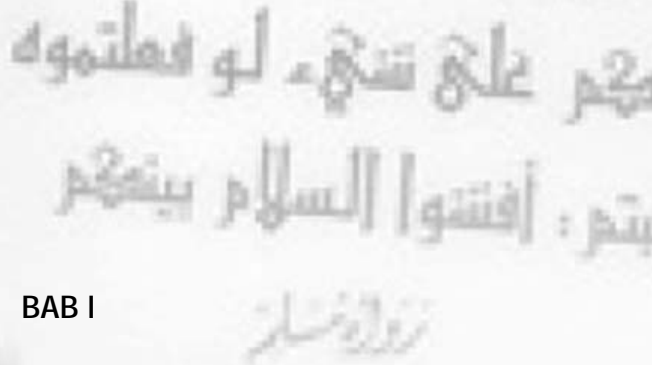 على شيء لو فعلتموه
: أفشوا السلام بينكم
رواه مسلم
BAB I